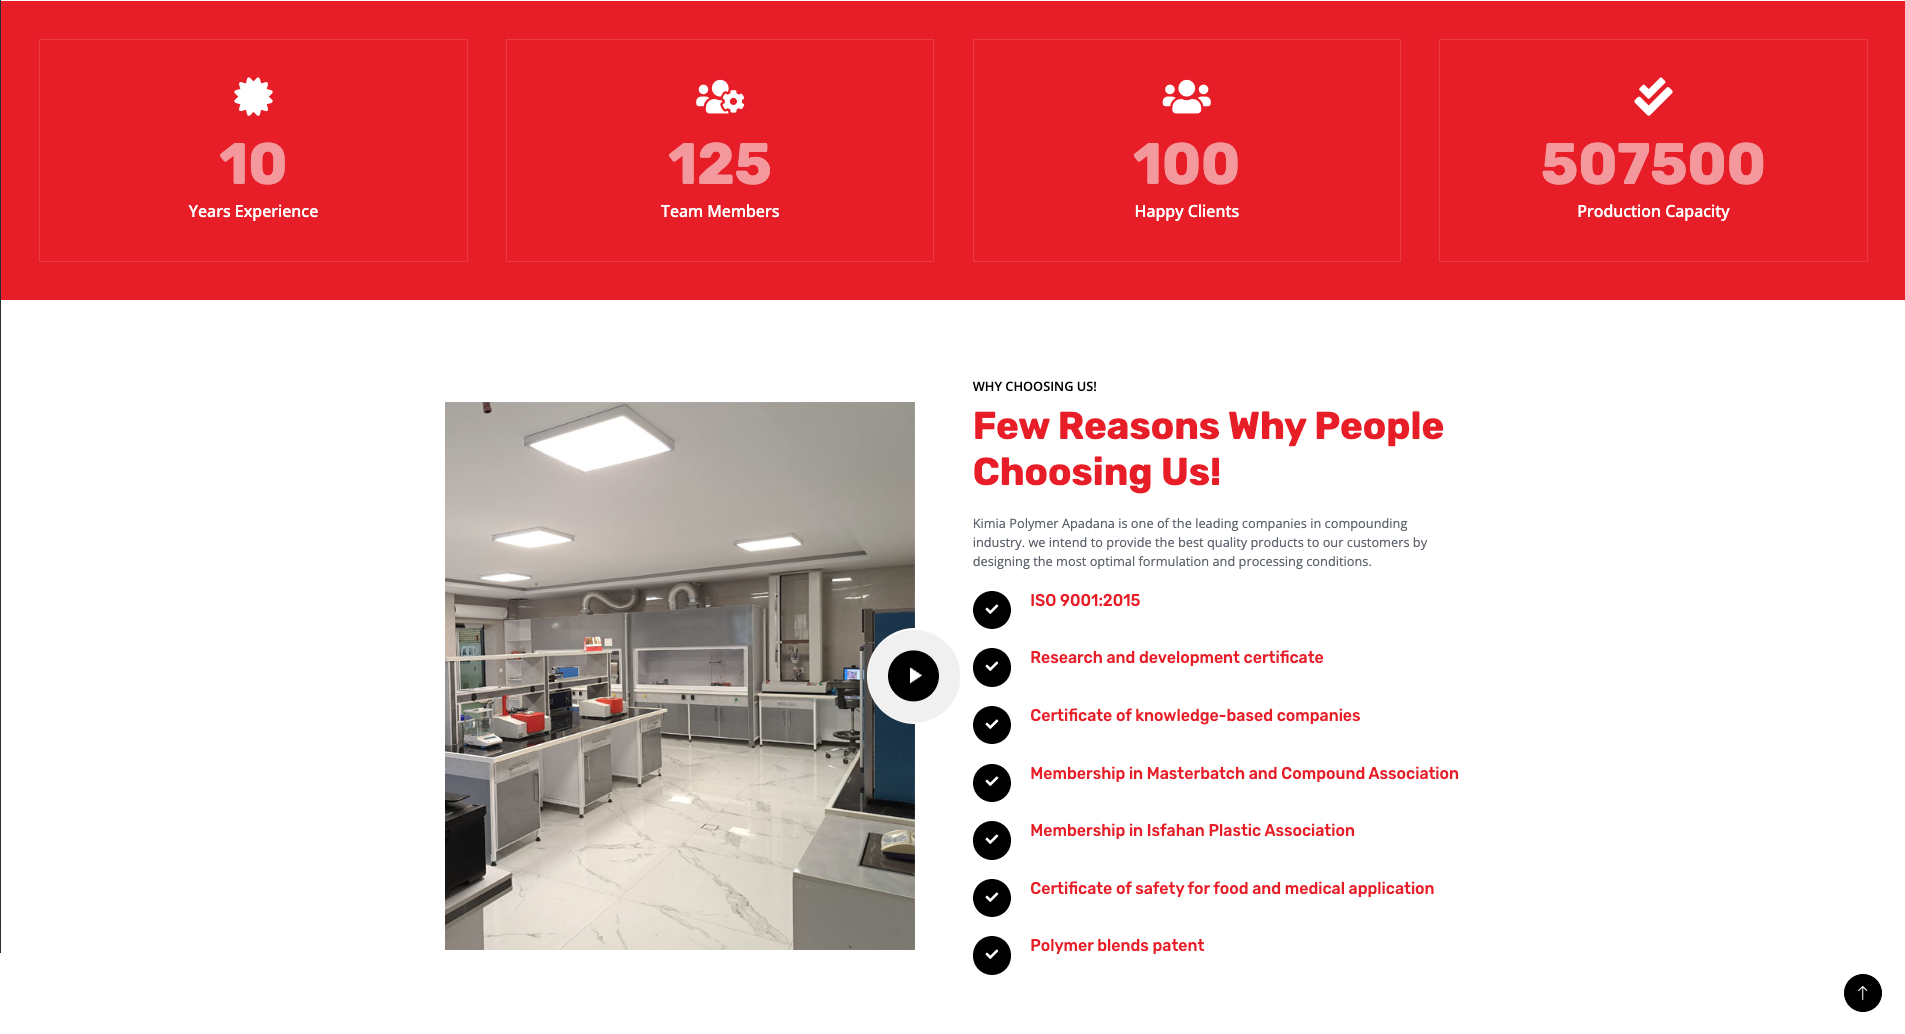 10
Years Experience
125
Team Members
100
Happy Clients
507500
Production Capacity
WHY CHOOSING US!
Few Reasons Why People
Choosing Us!
Kimia Polymer Apadana is one of the leading companies in compounding
industry. we intend to provide the best quality products to our customers by
designing the most optimal formulation and processing conditions.
ISO 9001:2015
Research and development certificate
Certificate of knowledge-based companies
Membership in Masterbatch and Compound Association
Membership in Isfahan Plastic Association
Certificate of safety for food and medical application
Polymer blends patent